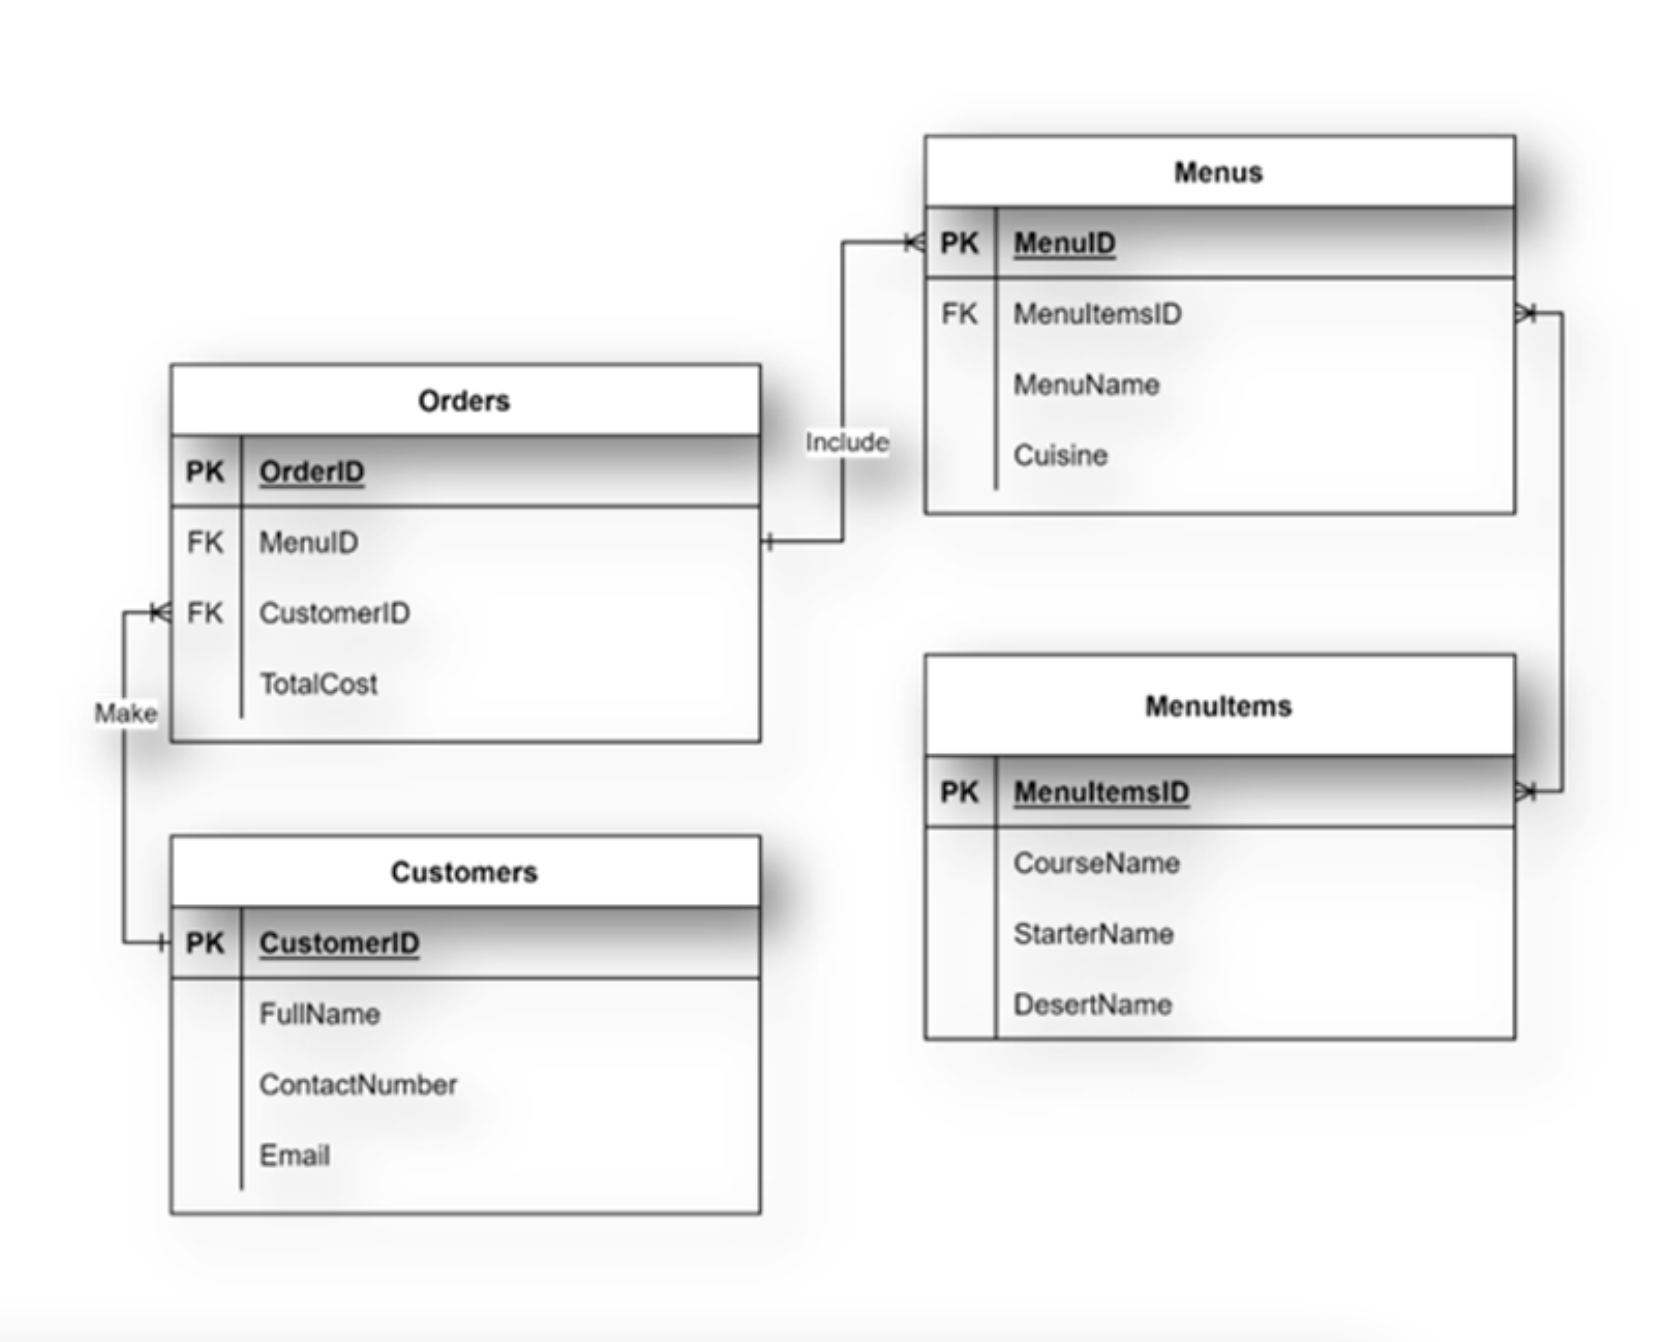 Menus
PK MenuID
FK MenuItemsID
MenuName
Cuisine
Include
Orders
PK OrderID
FK MenuID
FK CustomerID
TotalCost
Make
Customers
PK CustomerID
FullName
ContactNumber
Email
MenuItems
PK MenuItemsID
CourseName
StarterName
DesertName